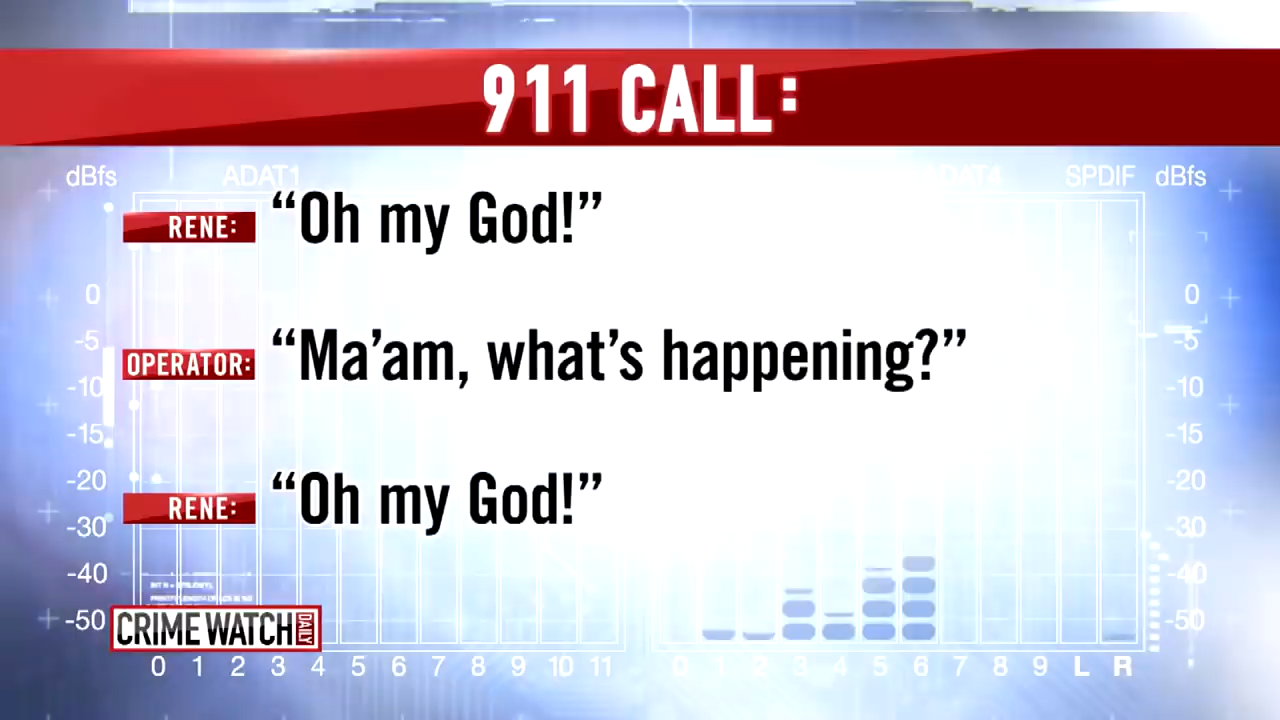 911 CALL:
dBfs ADAT1 SPDIF dBfs
RENE: “Oh my God!”
0 0
-5 -5
OPERATOR: “Ma’am, what’s happening?”
-10 -10
-15 -15
-20 -20
RENE: “Oh my God!”
-30 -30
-40 -40
-50 -50
CRIME WATCH DAILY
0 1 2 3 4 5 6 7 8 9 10 11 0 1 2 3 4 5 6 7 8 9 L R